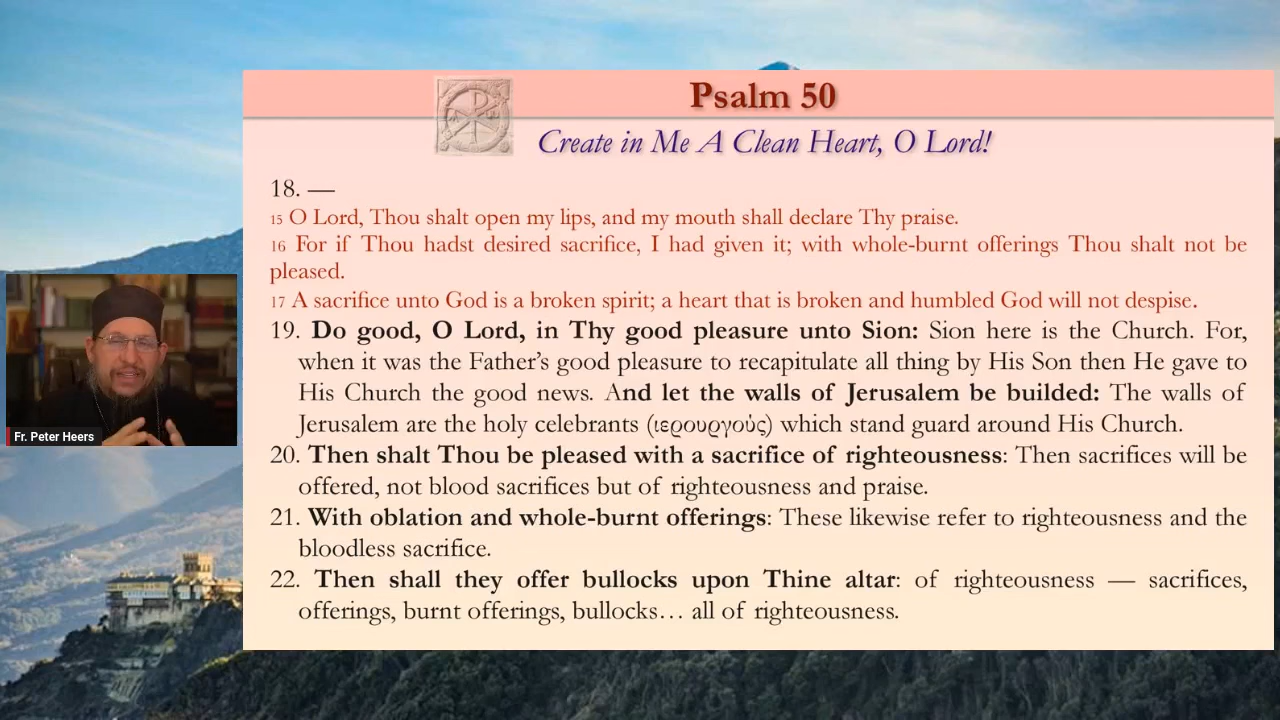 Psalm 50
Create in Me A Clean Heart, O Lord!
18. —
15 O Lord, Thou shalt open my lips, and my mouth shall declare Thy praise.
16 For if Thou hadst desired sacrifice, I had given it; with whole-burnt offerings Thou shalt not be
pleased.
17 A sacrifice unto God is a broken spirit; a heart that is broken and humbled God will not despise.
19. Do good, O Lord, in Thy good pleasure unto Sion: Sion here is the Church. For,
when it was the Father’s good pleasure to recapitulate all thing by His Son then He gave to
His Church the good news. And let the walls of Jerusalem be builded: The walls of
Jerusalem are the holy celebrants (ιερουργούς) which stand guard around His Church.
20. Then shalt Thou be pleased with a sacrifice of righteousness: Then sacrifices will be
offered, not blood sacrifices but of righteousness and praise.
21. With oblation and whole-burnt offerings: These likewise refer to righteousness and the
bloodless sacrifice.
22. Then shall they offer bullocks upon Thine altar: of righteousness — sacrifices,
offerings, burnt offerings, bullocks… all of righteousness.
Fr. Peter Heers